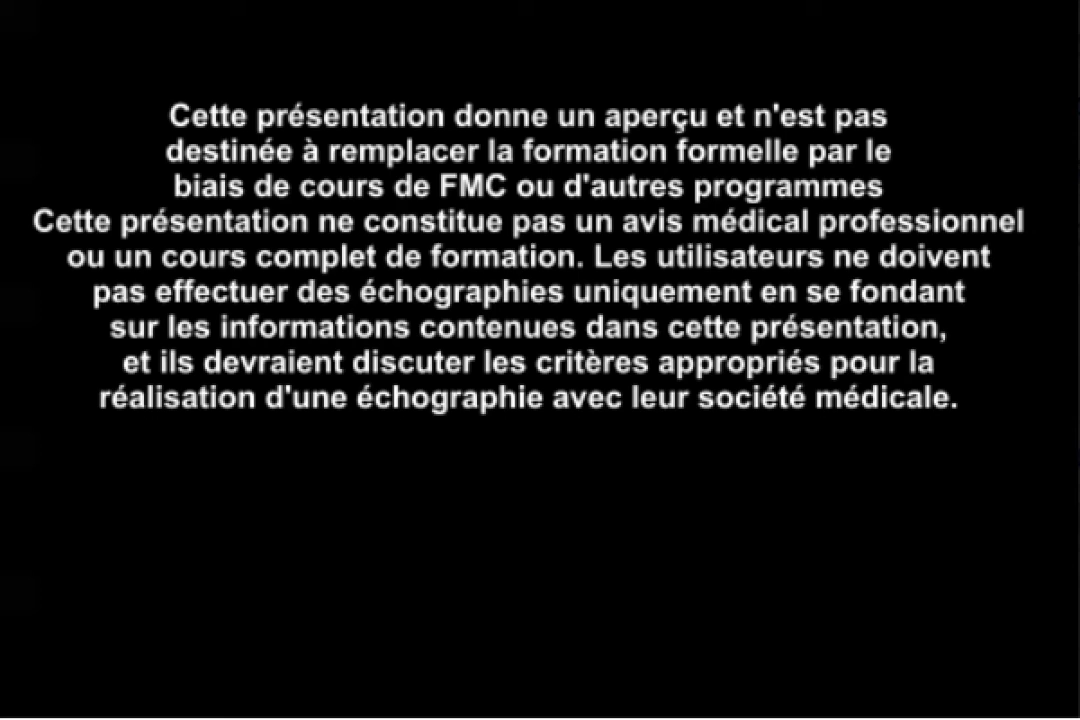 Cette présentation donne un aperçu et n'est pas
destinée à remplacer la formation formelle par le
biais de cours de FMC ou d'autres programmes
Cette présentation ne constitue pas un avis médical professionnel
ou un cours complet de formation. Les utilisateurs ne doivent
pas effectuer des échographies uniquement en se fondant
sur les informations contenues dans cette présentation,
et ils devraient discuter les critères appropriés pour la
réalisation d'une échographie avec leur société médicale.